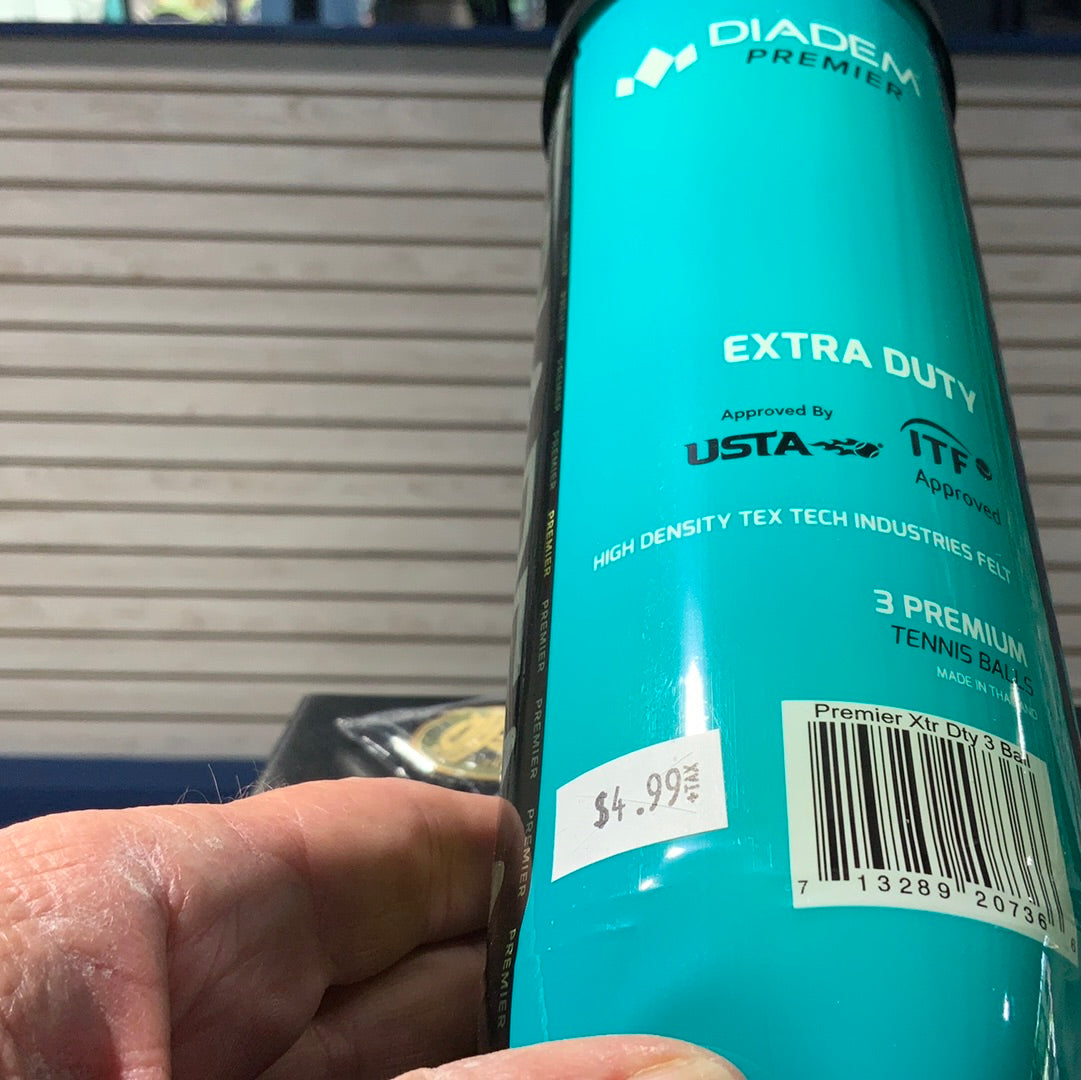 DIADEM
PREMIER
EXTRA DUTY
Approved By
USTA
ITF
Approved
HIGH DENSITY TEX TECH INDUSTRIES FELT
3 PREMIUM
TENNIS BALLS
MADE IN THAILAND
Premier Xtr Dty 3 Ball
7 13289 20736 6
$4.99
+TAX
PREMIER
PREMIER
PREMIER
PREMIER
PREMIER
PREMIER